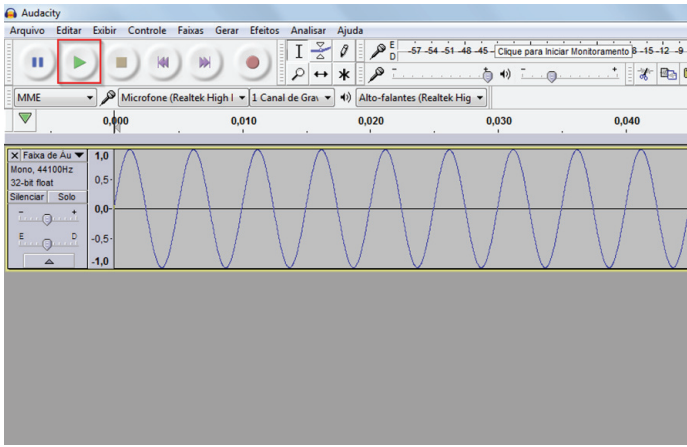 Audacity
Arquivo Editar Exibir Controle Faixas Gerar Efeitos Analisar Ajuda
E D -57 -54 -51 -48 -45 - Clique para Iniciar Monitoramento 8 -15 -12 -9
MME Microfone (Realtek High I 1 Canal de Grav Alto-falantes (Realtek Hig
0,000 0,010 0,020 0,030 0,040
X Faixa de Áu 1,0
Mono, 44100Hz
32-bit float 0,5
Silenciar Solo
- + 0,0
E D -0,5
-1,0